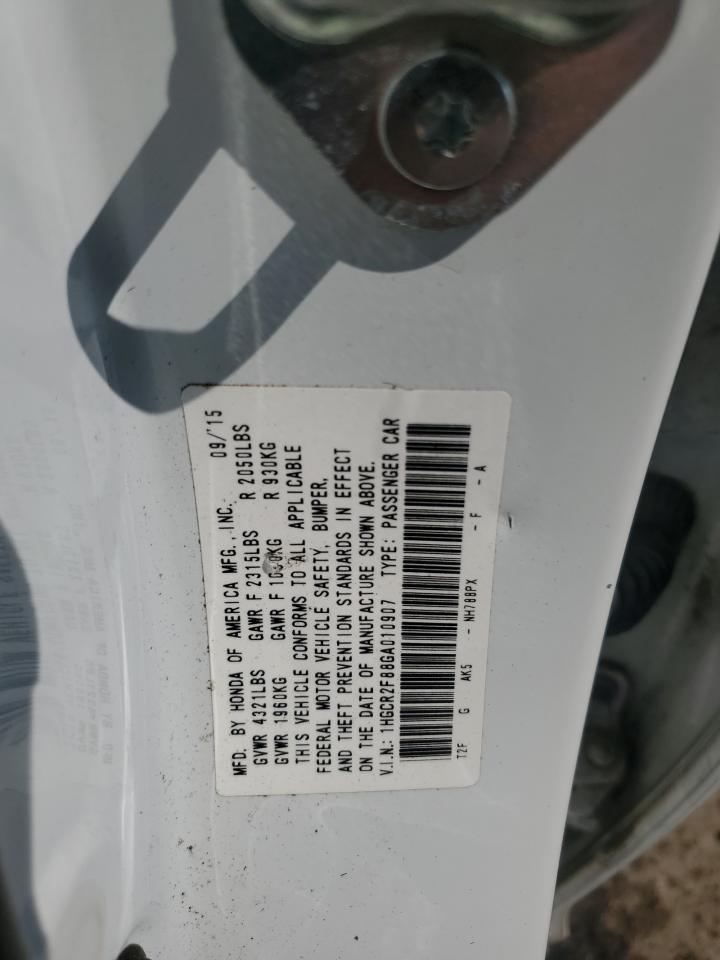 MFD. BY HONDA OF AMERICA MFG., INC. 09/'15
GVWR 4321LBS GAWR F 2315LBS R 2050LBS
GVWR 1960KG GAWR F KG R 930KG
THIS VEHICLE CONFORMS TO ALL APPLICABLE
FEDERAL MOTOR VEHICLE SAFETY, BUMPER,
AND THEFT PREVENTION STANDARDS IN EFFECT
ON THE DATE OF MANUFACTURE SHOWN ABOVE.
V.I.N.: 1HGCR2F88GA010907 TYPE: PASSENGER CAR
T2F G AK5 - NH788PX - F - A